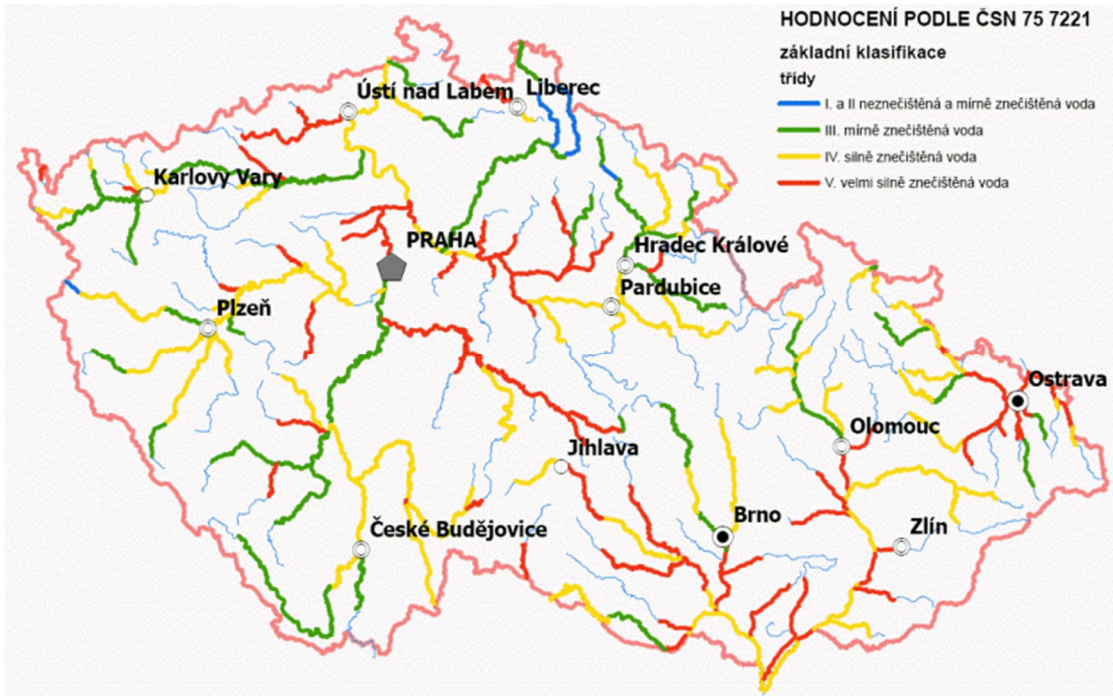 HODNOCENÍ PODLE ČSN 75 7221
základní klasifikace
třídy
I. a II neznečištěná a mírně znečištěná voda
III. mírně znečištěná voda
IV. silně znečištěná voda
V. velmi silně znečištěná voda
Ústí nad Labem
Liberec
Karlovy Vary
PRAHA
Hradec Králové
Pardubice
Plzeň
Ostrava
Olomouc
Jihlava
Brno
Zlín
České Budějovice